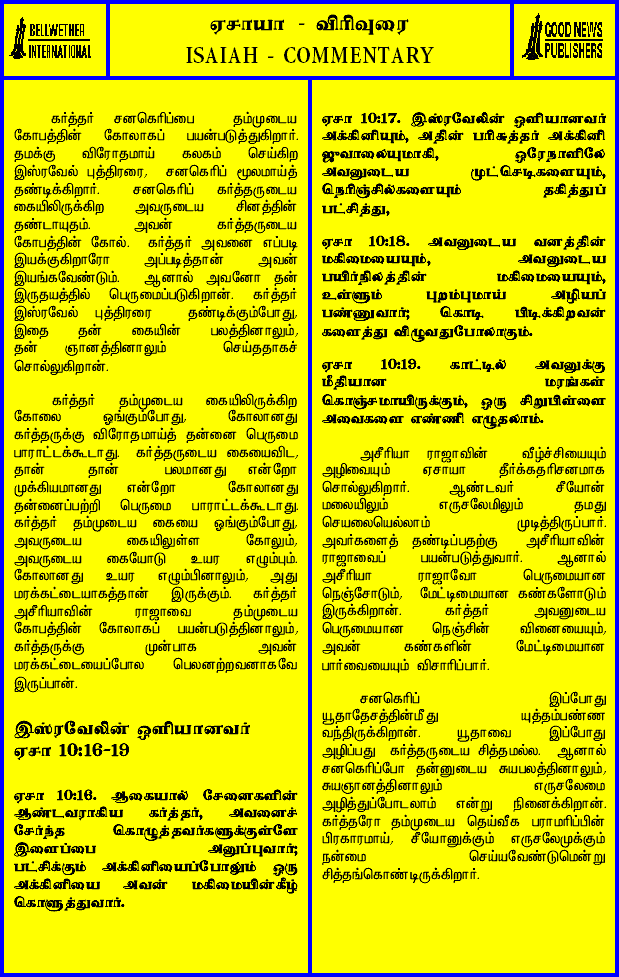 BELLWETHER
INTERNATIONAL
ஏசாயா - விரிவுரை
ISAIAH - COMMENTARY
GOOD NEWS
PUBLISHERS
கர்த்தர் சனகெரிப்பை தம்முடைய
கோபத்தின் கோலாகப் பயன்படுத்துகிறார்.
தமக்கு விரோதமாய் கலகம் செய்கிற
இஸ்ரவேல் புத்திரரை, சனகெரிப் மூலமாய்த்
தண்டிக்கிறார். சனகெரிப் கர்த்தருடைய
கையிலிருக்கிற அவருடைய சினத்தின்
தண்டாயுதம். அவன் கர்த்தருடைய
கோபத்தின் கோல். கர்த்தர் அவனை எப்படி
இயக்குகிறாரோ அப்படித்தான் அவன்
இயங்கவேண்டும். ஆனால் அவனோ தன்
இருதயத்தில் பெருமைப்படுகிறான். கர்த்தர்
இஸ்ரவேல் புத்திரரை தண்டிக்கும்போது,
இதை தன் கையின் பலத்தினாலும்,
தன் ஞானத்தினாலும் செய்ததாகச்
சொல்லுகிறான்.
கர்த்தர் தம்முடைய கையிலிருக்கிற
கோலை ஓங்கும்போது, கோலானது
கர்த்தருக்கு விரோதமாய்த் தன்னை பெருமை
பாராட்டக்கூடாது. கர்த்தருடைய கையைவிட,
தான் தான் பலமானது என்றோ
முக்கியமானது என்றோ கோலானது
தன்னைப்பற்றி பெருமை பாராட்டக்கூடாது.
கர்த்தர் தம்முடைய கையை ஓங்கும்போது,
அவருடைய கையிலுள்ள கோலும்,
அவருடைய கையோடு உயர எழும்பும்.
கோலானது உயர எழும்பினாலும், அது
மரக்கட்டையாகத்தான் இருக்கும். கர்த்தர்
அசீரியாவின் ராஜாவை தம்முடைய
கோபத்தின் கோலாகப் பயன்படுத்தினாலும்,
கர்த்தருக்கு முன்பாக அவன்
மரக்கட்டையைப்போல பெலனற்றவனாகவே
இருப்பான்.
இஸ்ரவேலின் ஒளியானவர்
ஏசா 10:16-19
ஏசா 10:16. ஆகையால் சேனைகளின்
ஆண்டவராகிய கர்த்தர், அவனைச்
சேர்ந்த கொழுத்தவர்களுக்குள்ளே
இளைப்பை அனுப்புவார்;
பட்சிக்கும் அக்கினியைப்போலும் ஒரு
அக்கினியை அவன் மகிமையின்கீழ்
கொளுத்துவார்.
ஏசா 10:17. இஸ்ரவேலின் ஒளியானவர்
அக்கினியும், அதின் பரிசுத்தர் அக்கினி
ஜுவாலையுமாகி, ஒரேநாளிலே
அவனுடைய முட்செடிகளையும்,
நெரிஞ்சில்களையும் தகித்துப்
பட்சித்து,
ஏசா 10:18. அவனுடைய வனத்தின்
மகிமையையும், அவனுடைய
பயிர்நிலத்தின் மகிமையையும்,
உள்ளும் புறம்புமாய் அழியப்
பண்ணுவார்; கொடி பிடிக்கிறவன்
களைத்து விழுவதுபோலாகும்.
ஏசா 10:19. காட்டில் அவனுக்கு
மீதியான மரங்கள்
கொஞ்சமாயிருக்கும், ஒரு சிறுபிள்ளை
அவைகளை எண்ணி எழுதலாம்.
அசீரியா ராஜாவின் வீழ்ச்சியையும்
அழிவையும் ஏசாயா தீர்க்கதரிசனமாக
சொல்லுகிறார். ஆண்டவர் சீயோன்
மலையிலும் எருசலேமிலும் தமது
செயலையெல்லாம் முடித்திருப்பார்.
அவர்களைத் தண்டிப்பதற்கு அசீரியாவின்
ராஜாவைப் பயன்படுத்துவார். ஆனால்
அசீரியா ராஜாவோ பெருமையான
நெஞ்சோடும், மேட்டிமையான கண்களோடும்
இருக்கிறான். கர்த்தர் அவனுடைய
பெருமையான நெஞ்சின் வினையையும்,
அவன் கண்களின் மேட்டிமையான
பார்வையையும் விசாரிப்பார்.
சனகெரிப் இப்போது
யூதாதேசத்தின்மீது யுத்தம்பண்ண
வந்திருக்கிறான். யூதாவை இப்போது
அழிப்பது கர்த்தருடைய சித்தமல்ல. ஆனால்
சனகெரிப்போ தன்னுடைய சுயபலத்தினாலும்,
சுயஞானத்தினாலும் எருசலேமை
அழித்துப்போடலாம் என்று நினைக்கிறான்.
கர்த்தரோ தம்முடைய தெய்வீக பராமரிப்பின்
பிரகாரமாய், சீயோனுக்கும் எருசலேமுக்கும்
நன்மை செய்யவேண்டுமென்று
சித்தங்கொண்டிருக்கிறார்.